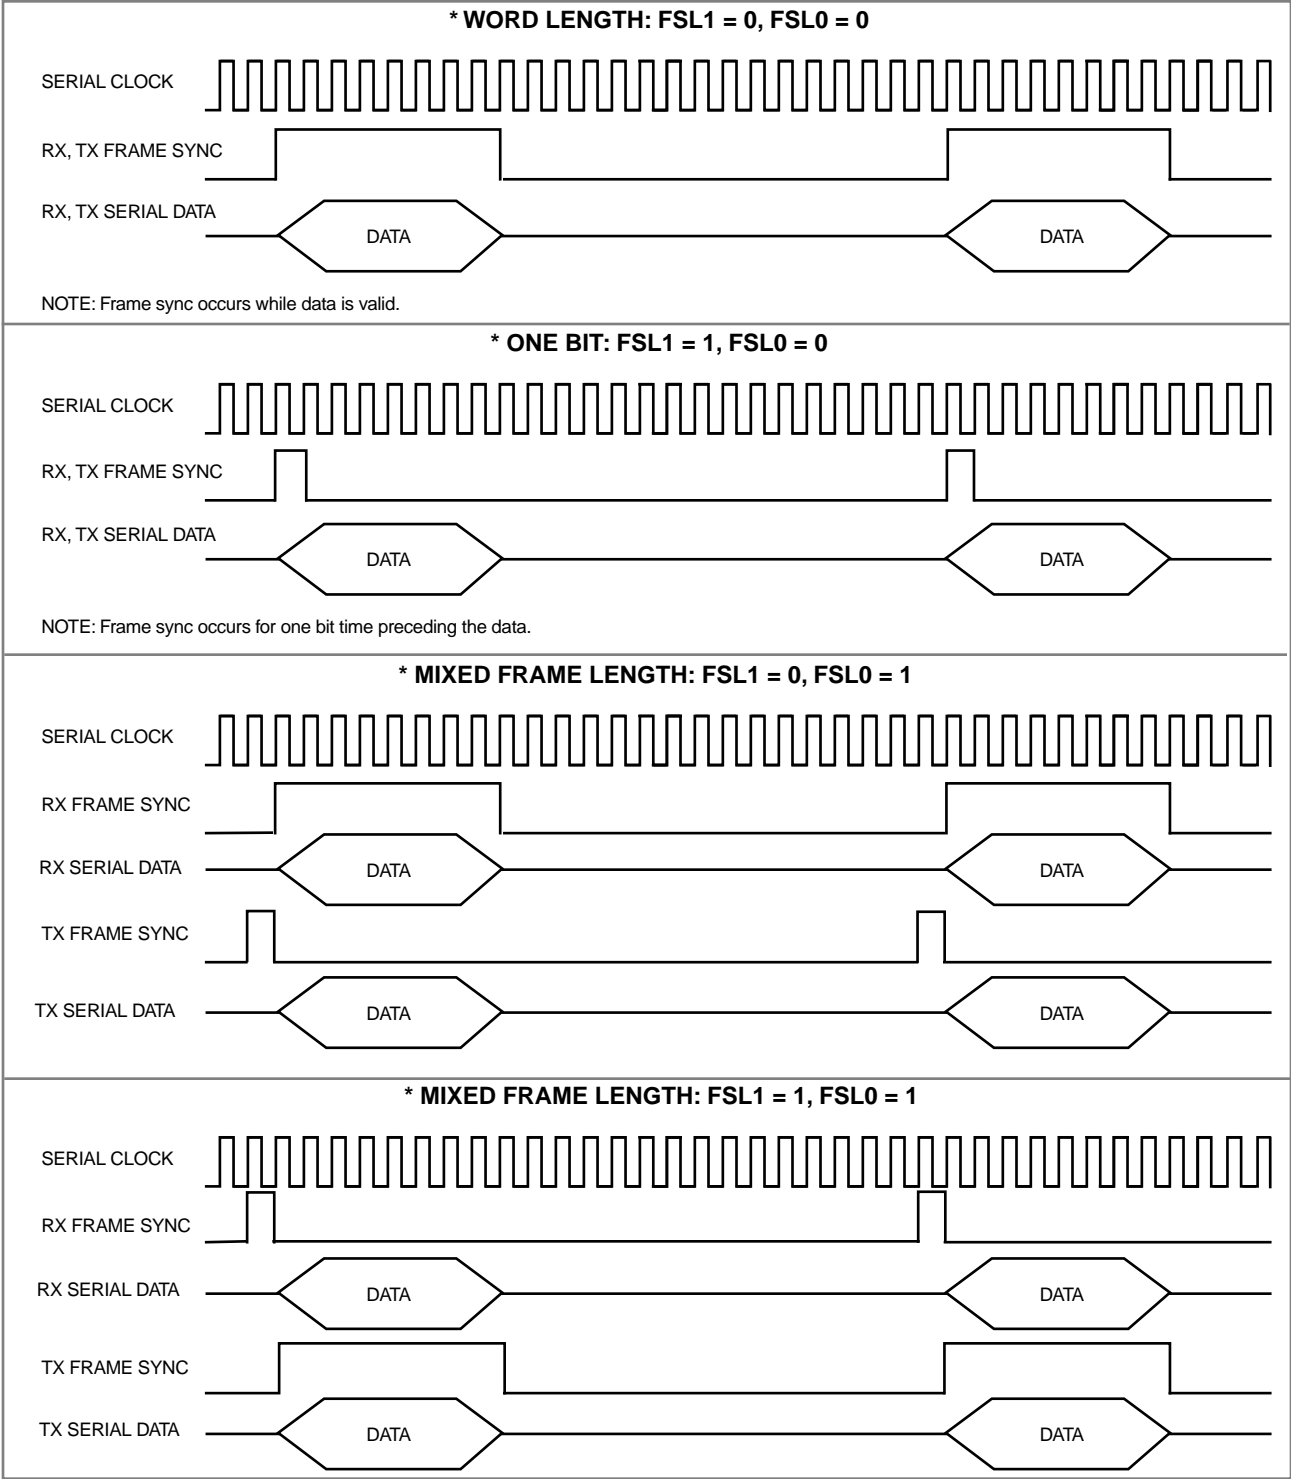 * WORD LENGTH: FSL1 = 0, FSL0 = 0
SERIAL CLOCK
RX, TX FRAME SYNC
RX, TX SERIAL DATA
DATA
DATA
NOTE: Frame sync occurs while data is valid.
* ONE BIT: FSL1 = 1, FSL0 = 0
SERIAL CLOCK
RX, TX FRAME SYNC
RX, TX SERIAL DATA
DATA
DATA
NOTE: Frame sync occurs for one bit time preceding the data.
* MIXED FRAME LENGTH: FSL1 = 0, FSL0 = 1
SERIAL CLOCK
RX FRAME SYNC
RX SERIAL DATA
DATA
DATA
TX FRAME SYNC
TX SERIAL DATA
DATA
DATA
* MIXED FRAME LENGTH: FSL1 = 1, FSL0 = 1
SERIAL CLOCK
RX FRAME SYNC
RX SERIAL DATA
DATA
DATA
TX FRAME SYNC
TX SERIAL DATA
DATA
DATA